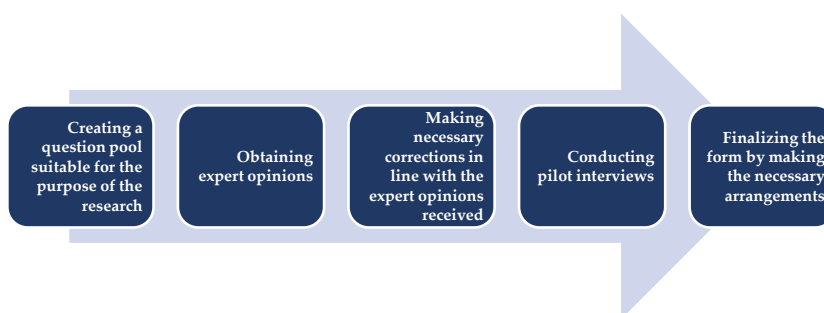 Creating a
question pool
suitable for the
purpose of the
research
Obtaining
expert opinions
Making
necessary
corrections in
line with the
expert opinions
received
Conducting
pilot interviews
Finalizing the
form by making
the necessary
arrangements